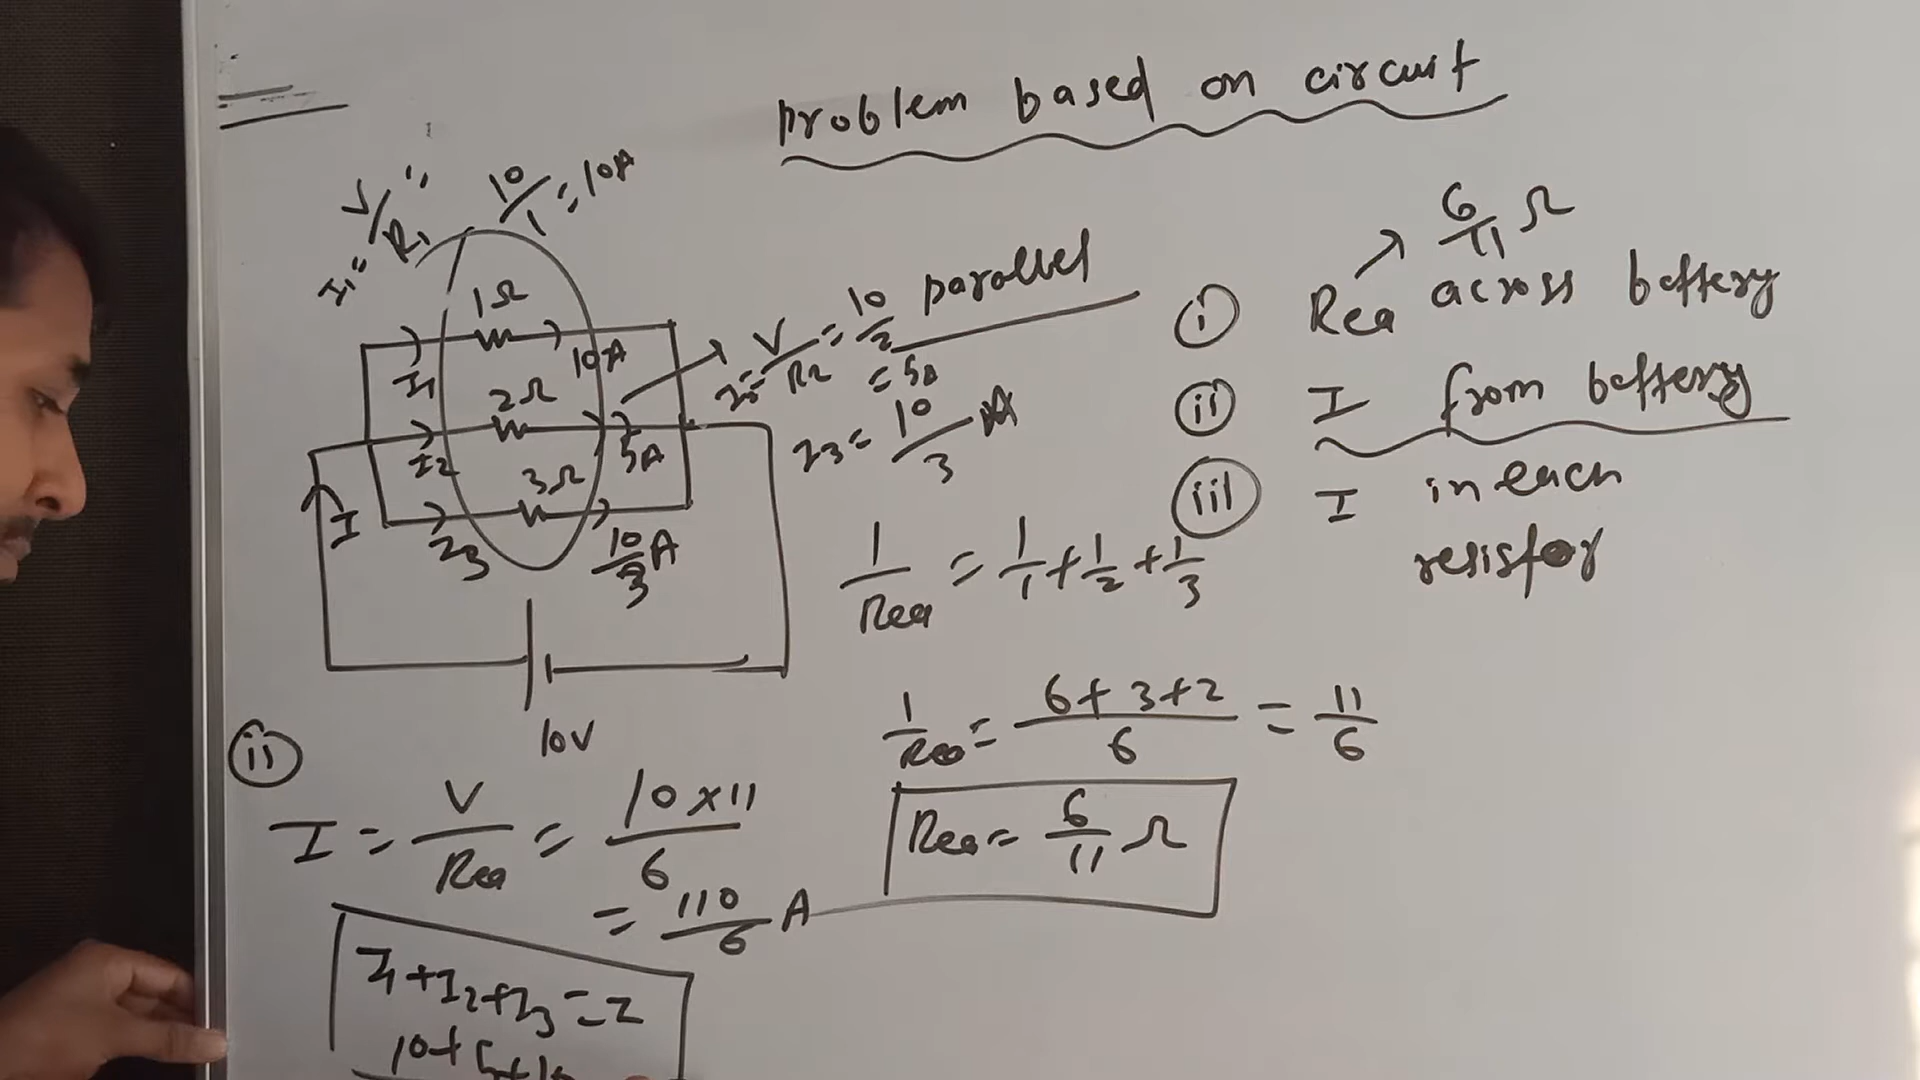 problem based on circuit
I₁ = V/R₁ = 10/1 = 10A
1Ω
I₁
10A
2Ω
I₂
5A
3Ω
I₃
10/3 A
I
10V
parallel
I₂ = V/R₂ = 10/2
= 5A
I₃ = 10/3 A
6/11 Ω
(i) Req across battery
(ii) I from battery
(iii) I in each
resistor
1/Req = 1/1 + 1/2 + 1/3
1/Req = 6+3+2/6 = 11/6
Req = 6/11 Ω
(ii)
I = V/Req = 10×11/6
= 110/6 A
I₁+I₂+I₃ = I
10+5+